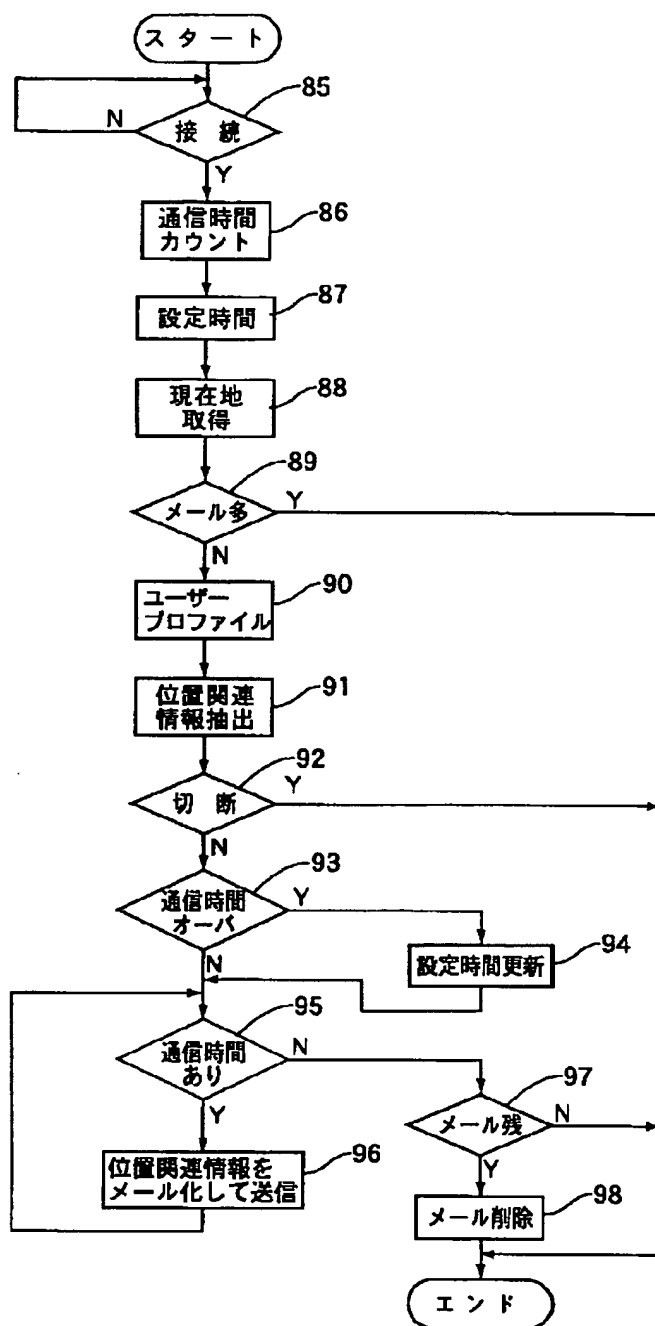 スタート
85
接続
N
Y
86
通信時間
カウント
87
設定時間
88
現在地
取得
89
メール多
Y
N
90
ユーザー
プロファイル
91
位置関連
情報抽出
92
切断
Y
N
93
通信時間
オーバ
Y
N
94
設定時間更新
95
通信時間
あり
N
Y
96
位置関連情報を
メール化して送信
97
メール残
N
Y
98
メール削除
エンド